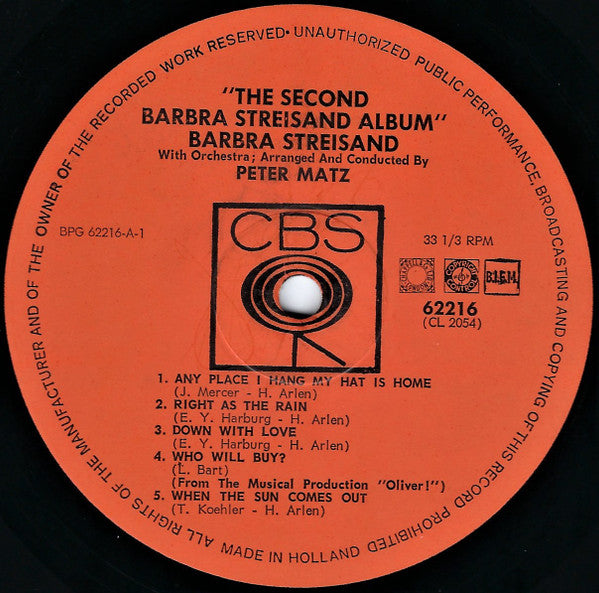 ALL RIGHTS OF THE MANUFACTURER AND OF THE OWNER OF THE RECORDED WORK RESERVED • UNAUTHORIZED PUBLIC PERFORMANCE, BROADCASTING AND COPYING OF THIS RECORD PROHIBITED
MADE IN HOLLAND
"THE SECOND
BARBRA STREISAND ALBUM"
BARBRA STREISAND
With Orchestra; Arranged And Conducted By
PETER MATZ
CBS
BPG 62216-A-1
33 1/3 RPM
COPYRIGHT CONTROL
B.I.E.M.
62216
(CL 2054)
1. ANY PLACE I HANG MY HAT IS HOME
(J. Mercer - H. Arlen)
2. RIGHT AS THE RAIN
(E. Y. Harburg - H. Arlen)
3. DOWN WITH LOVE
(E. Y. Harburg - H. Arlen)
4. WHO WILL BUY?
(L. Bart)
(From The Musical Production "Oliver!")
5. WHEN THE SUN COMES OUT
(T. Koehler - H. Arlen)